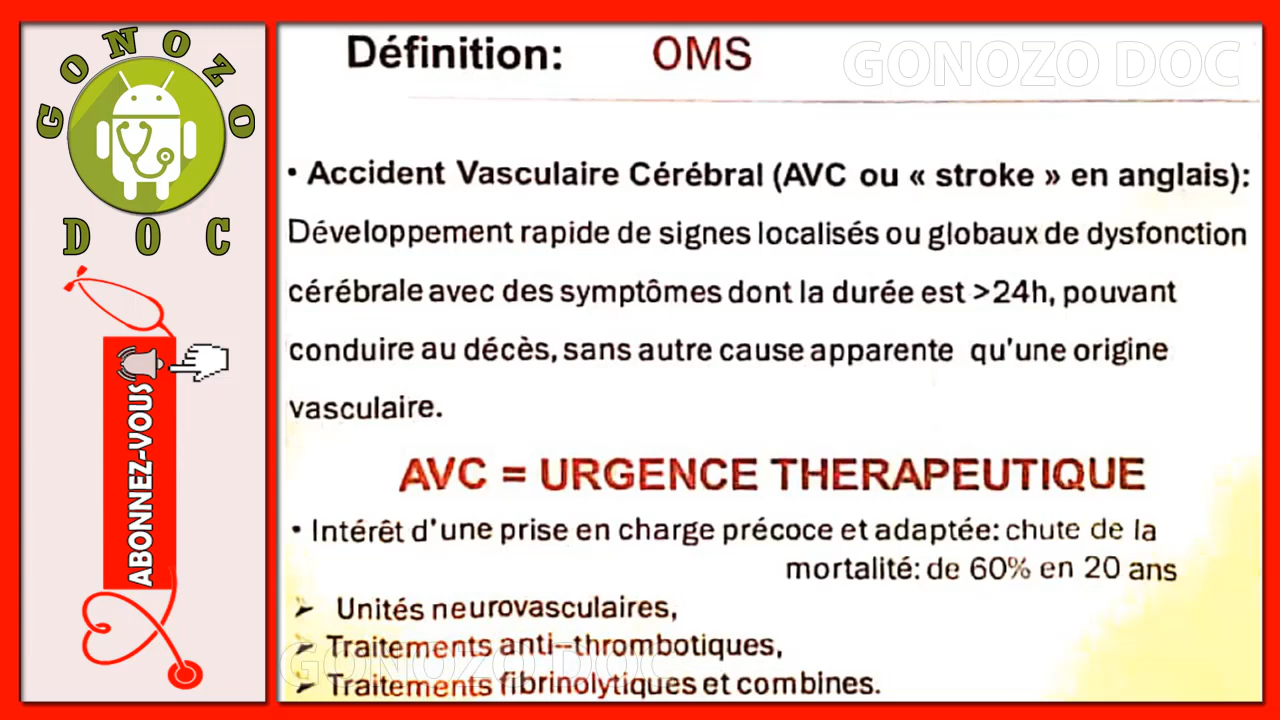 GONOZO
DOC
ABONNEZ-VOUS
Définition: OMS
GONOZO DOC
• Accident Vasculaire Cérébral (AVC ou « stroke » en anglais):
Développement rapide de signes localisés ou globaux de dysfonction
cérébrale avec des symptômes dont la durée est >24h, pouvant
conduire au décès, sans autre cause apparente qu'une origine
vasculaire.
AVC = URGENCE THERAPEUTIQUE
• Intérêt d'une prise en charge précoce et adaptée: chute de la
mortalité: de 60% en 20 ans
➤ Unités neurovasculaires,
➤ Traitements anti--thrombotiques,
➤ Traitements fibrinolytiques et combines.
GONOZO DOC